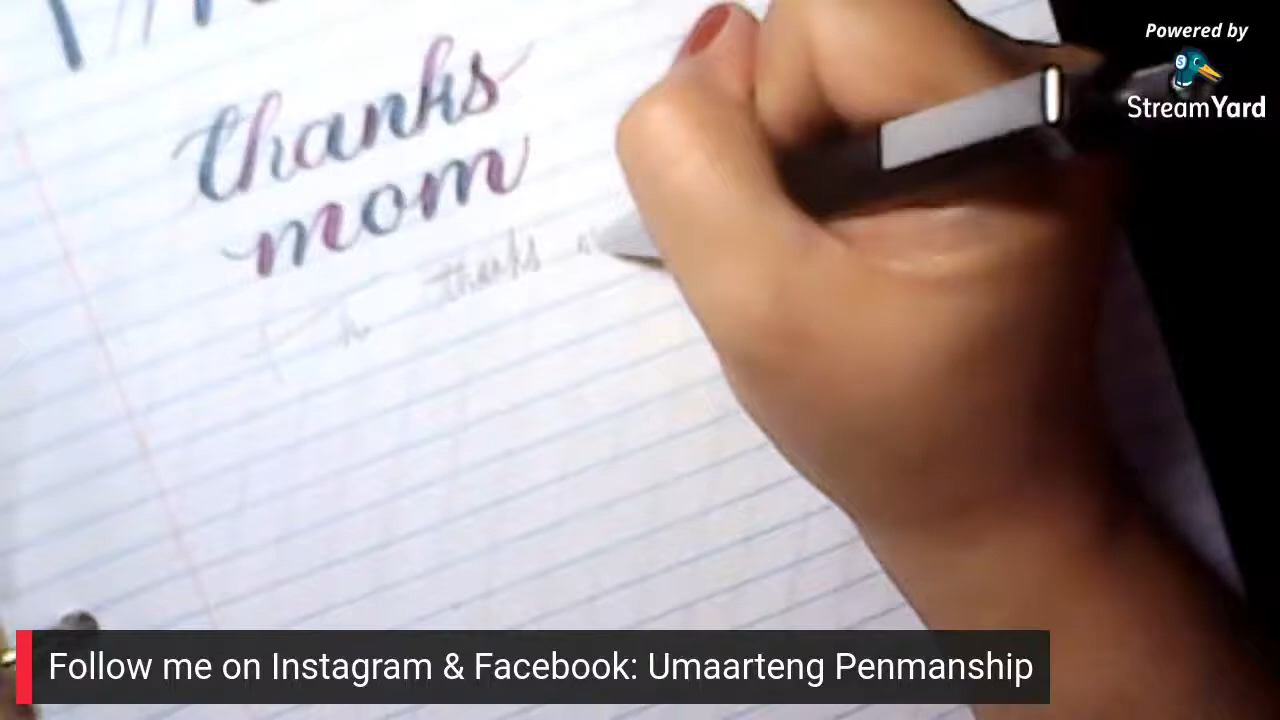 thanks
mom
thanks
h
Powered by
StreamYard
Follow me on Instagram & Facebook: Umaarteng Penmanship